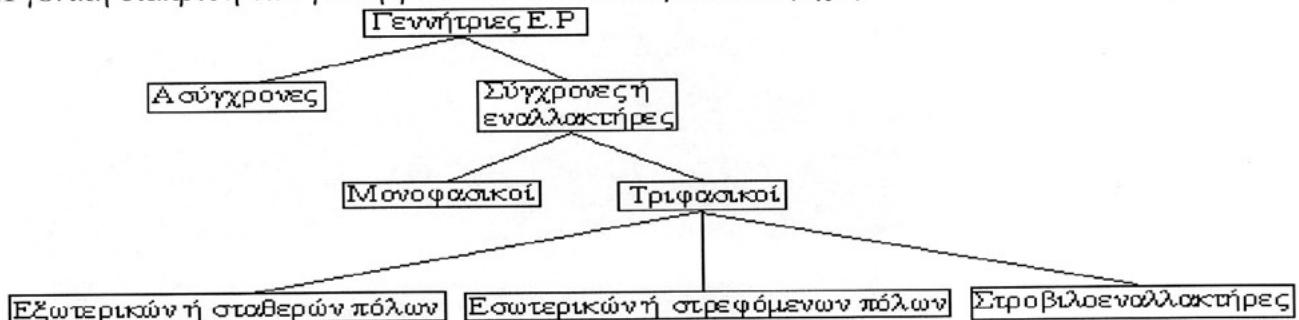 Γεννήτριες Ε.Ρ
Ασύγχρονες
Σύγχρονες ή
εναλλακτήρες
Μονοφασικοί
Τριφασικοί
Εξωτερικών ή σταθερών πόλων
Εσωτερικών ή στρεφόμενων πόλων
Στροβιλοεναλλακτήρες